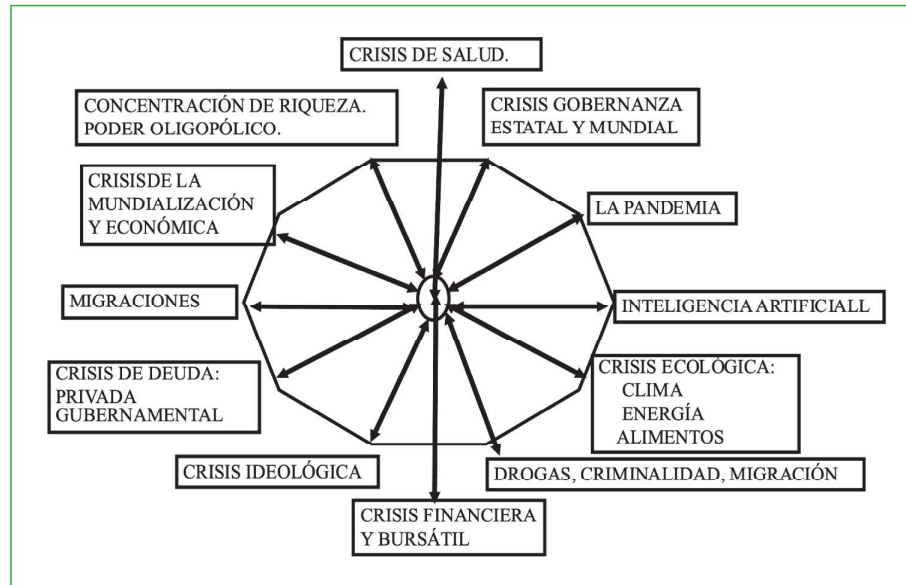 CRISIS DE SALUD.
CONCENTRACIÓN DE RIQUEZA.
PODER OLIGOPÓLICO.
CRISIS GOBERNANZA
ESTATAL Y MUNDIAL
CRISISDE LA
MUNDIALIZACIÓN
Y ECONÓMICA
LA PANDEMIA
MIGRACIONES
INTELIGENCIA ARTIFICIALL
CRISIS DE DEUDA:
PRIVADA
GUBERNAMENTAL
CRISIS ECOLÓGICA:
CLIMA
ENERGÍA
ALIMENTOS
CRISIS IDEOLÓGICA
DROGAS, CRIMINALIDAD, MIGRACIÓN
CRISIS FINANCIERA
Y BURSÁTIL